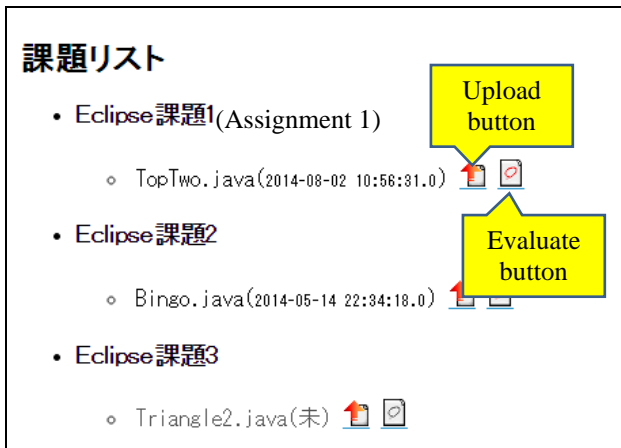 課題リスト
Upload
button
• Eclipse課題1(Assignment 1)
○ TopTwo.java(2014-08-02 10:56:31.0)
• Eclipse課題2
Evaluate
button
○ Bingo.java(2014-05-14 22:34:18.0)
• Eclipse課題3
○ Triangle2.java(未)